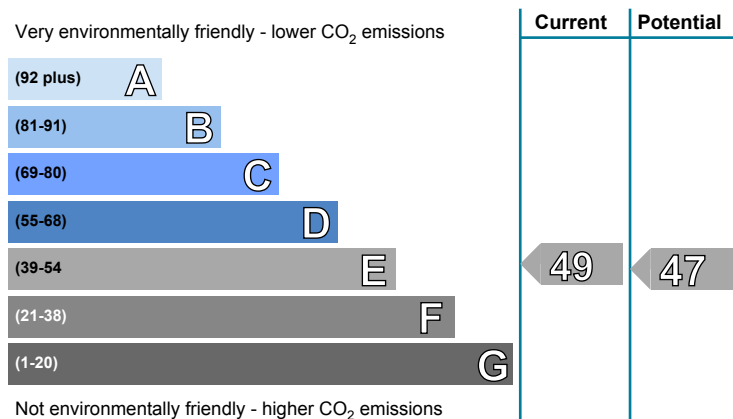 Very environmentally friendly - lower CO2 emissions
Current
Potential
(92 plus) A
(81-91) B
(69-80) C
(55-68) D
(39-54 E
49
47
(21-38) F
(1-20) G
Not environmentally friendly - higher CO2 emissions